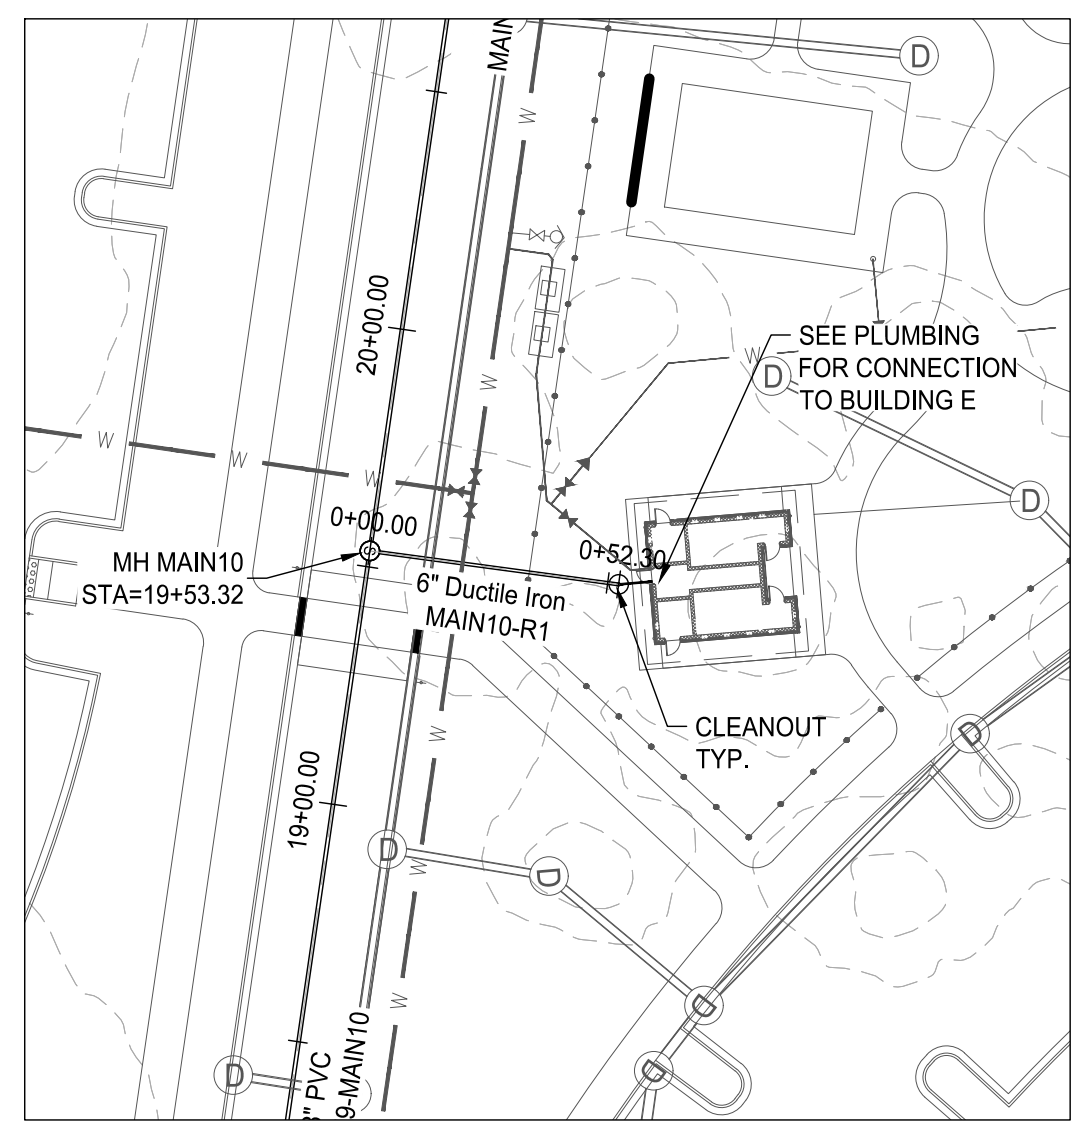 MAIN
D
W
20+00.00
SEE PLUMBING
FOR CONNECTION
TO BUILDING E
W
D
W
W
W
W
D
0+00.00
0+52.30
MH MAIN10
STA=19+53.32
6" Ductile Iron
MAIN10-R1
CLEANOUT
TYP.
W
D
19+00.00
D
W
D
W
D
D
D
" PVC
9-MAIN10